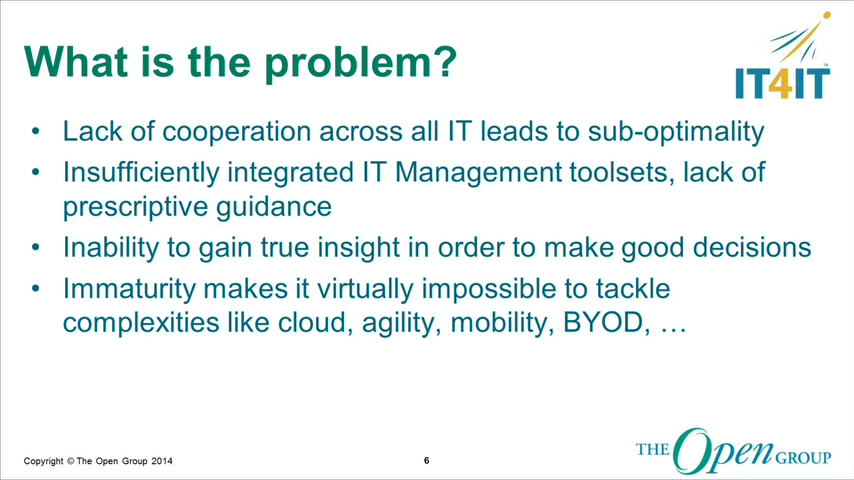 What is the problem?
IT4IT™
• Lack of cooperation across all IT leads to sub-optimality
• Insufficiently integrated IT Management toolsets, lack of
prescriptive guidance
• Inability to gain true insight in order to make good decisions
• Immaturity makes it virtually impossible to tackle
complexities like cloud, agility, mobility, BYOD, …
Copyright © The Open Group 2014
6
THE Open GROUP